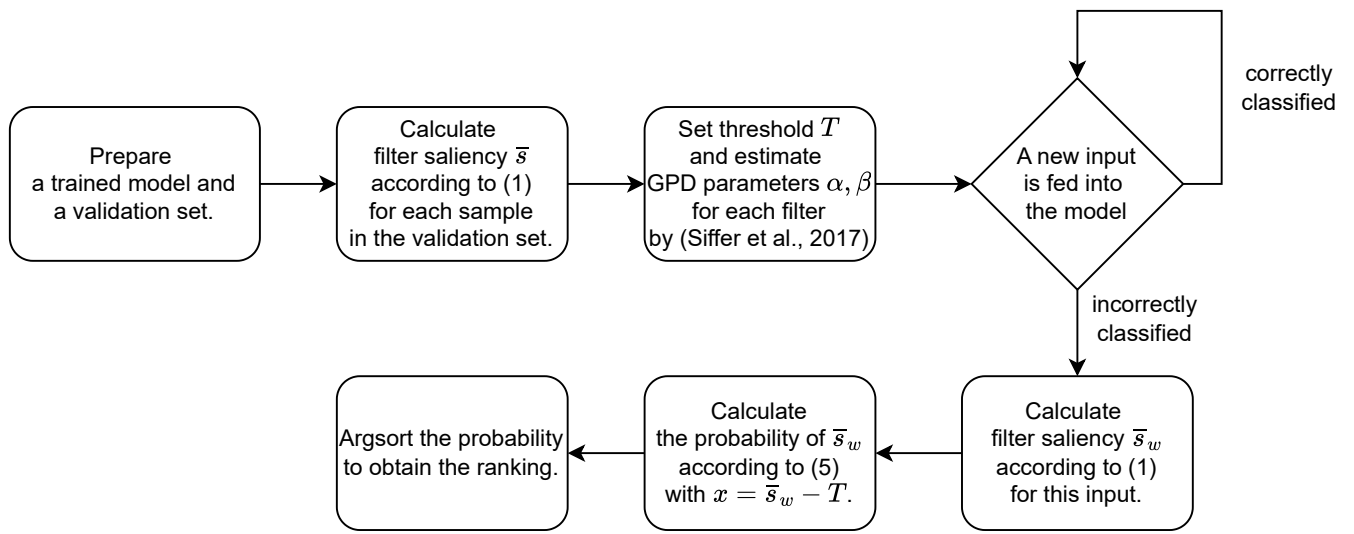 Prepare
a trained model and
a validation set.
Calculate
filter saliency s̅
according to (1)
for each sample
in the validation set.
Set threshold T
and estimate
GPD parameters α, β
for each filter
by (Siffer et al., 2017)
A new input
is fed into
the model
correctly
classified
incorrectly
classified
Calculate
filter saliency s̅_w
according to (1)
for this input.
Calculate
the probability of s̅_w
according to (5)
with x = s̅_w − T.
Argsort the probability
to obtain the ranking.